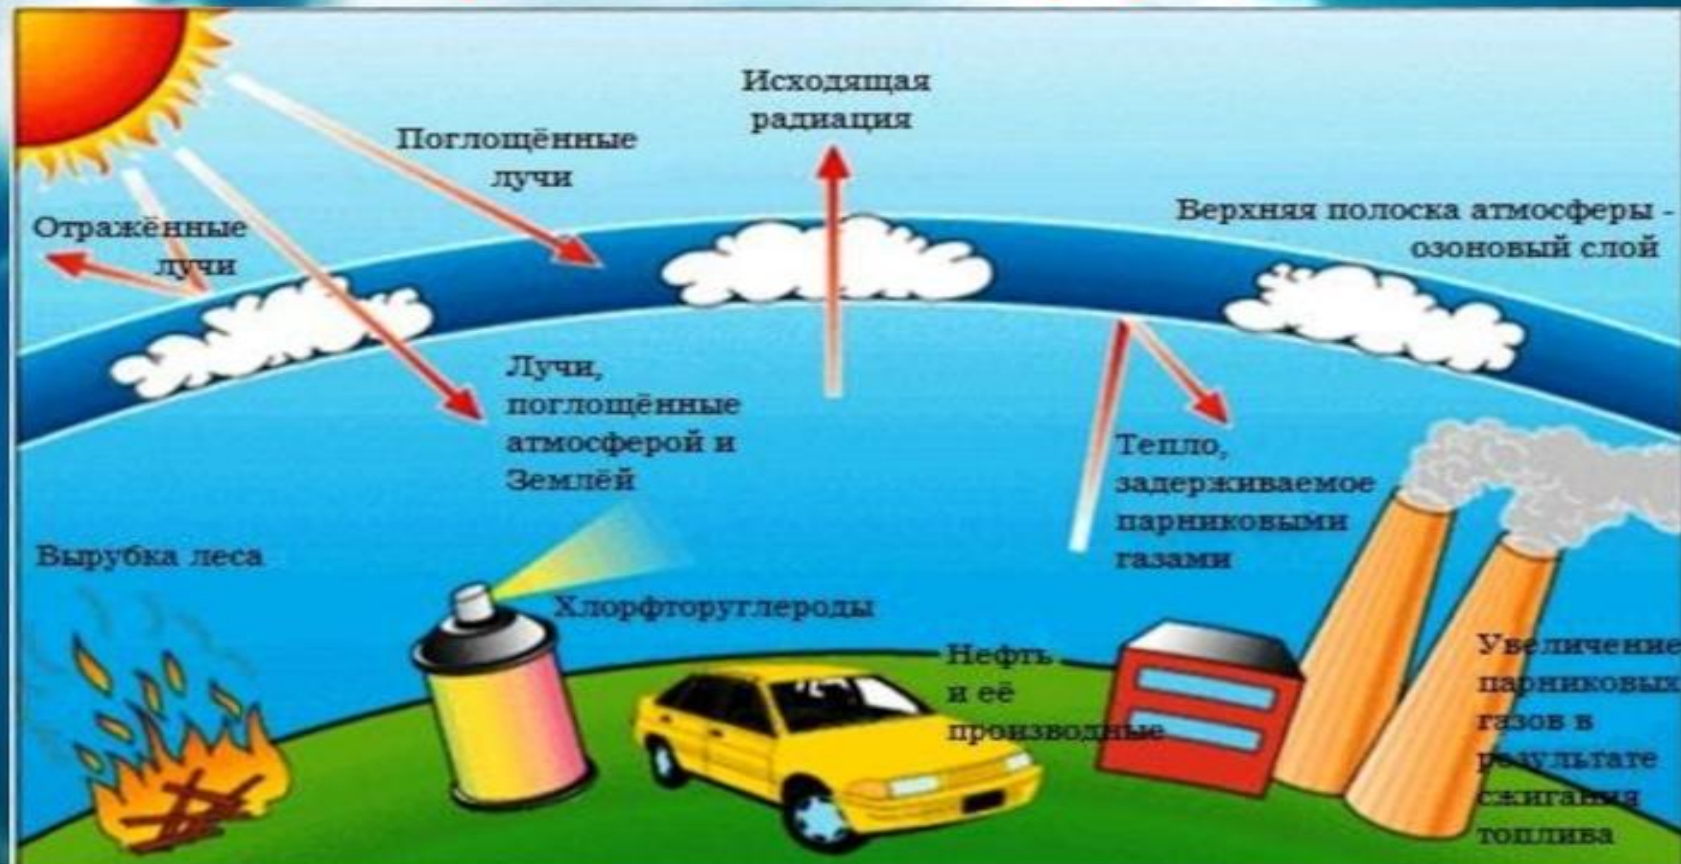 Исходящая
радиация
Поглощённые
лучи
Отражённые
лучи
Верхняя полоска атмосферы -
озоновый слой
Лучи,
поглощённые
атмосферой и
Землёй
Тепло,
задерживаемое
парниковыми
газами
Вырубка леса
Хлорфторуглероды
Нефть
и её
производные
Увеличение
парниковых
газов в
результате
сжигания
топлива